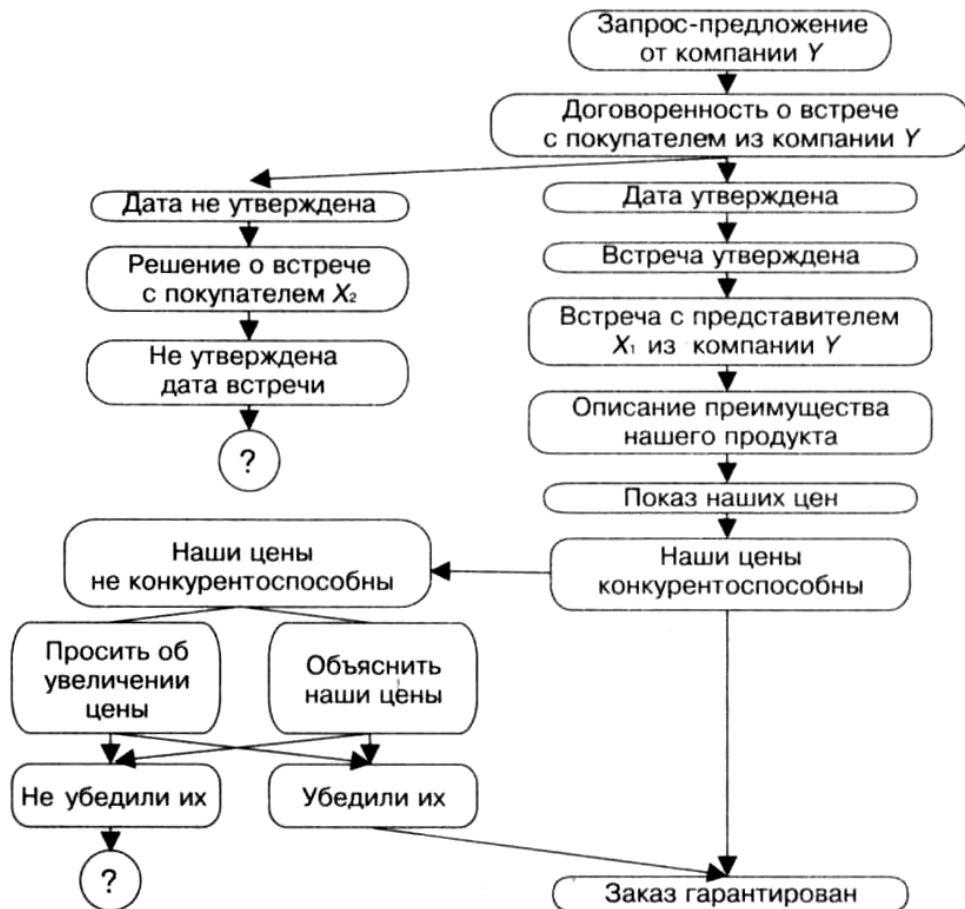 Запрос-предложение
от компании Y
Договоренность о встрече
с покупателем из компании Y
Дата не утверждена
Дата утверждена
Решение о встрече
с покупателем X₂
Встреча утверждена
Не утверждена
дата встречи
Встреча с представителем
X₁ из компании Y
?
Описание преимущества
нашего продукта
Показ наших цен
Наши цены
не конкурентоспособны
Наши цены
конкурентоспособны
Просить об
увеличении
цены
Объяснить
наши цены
Не убедили их
Убедили их
?
Заказ гарантирован